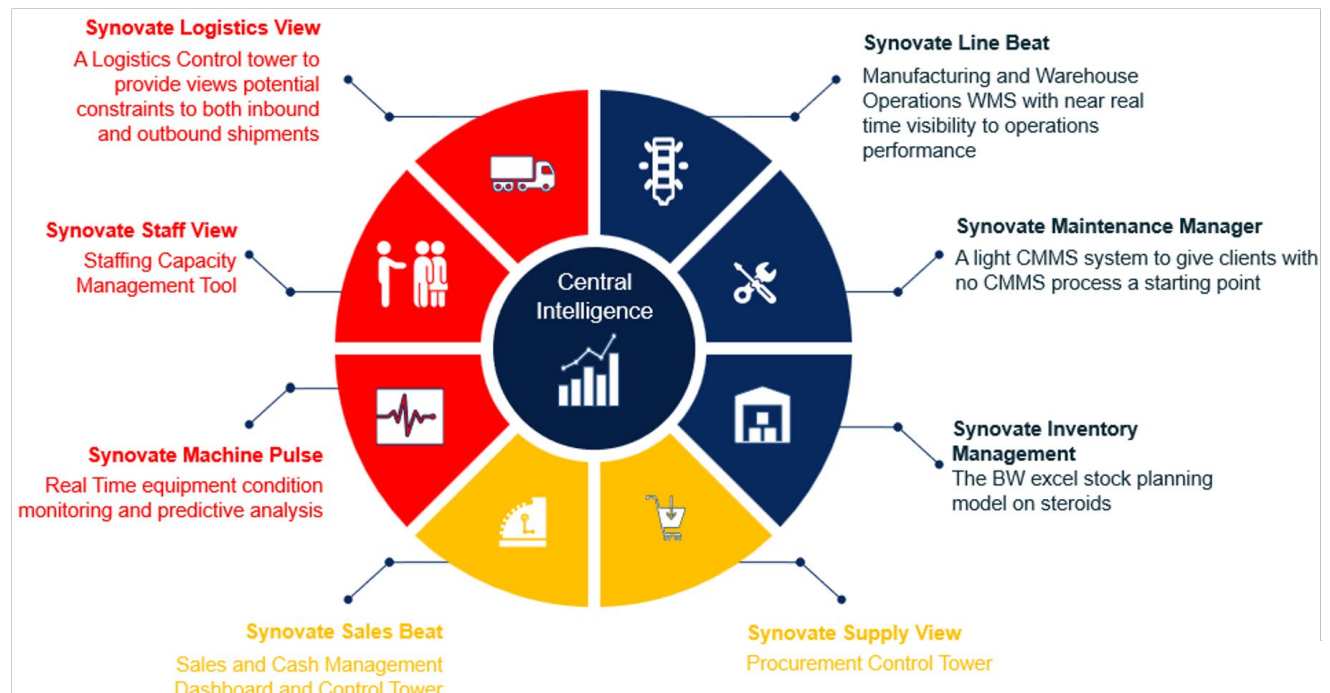 Synovate Logistics View
A Logistics Control tower to
provide views potential
constraints to both inbound
and outbound shipments
Synovate Line Beat
Manufacturing and Warehouse
Operations WMS with near real
time visibility to operations
performance
Synovate Staff View
Staffing Capacity
Management Tool
Synovate Maintenance Manager
A light CMMS system to give clients with
no CMMS process a starting point
Central
Intelligence
Synovate Machine Pulse
Real Time equipment condition
monitoring and predictive analysis
Synovate Inventory
Management
The BW excel stock planning
model on steroids
Synovate Sales Beat
Sales and Cash Management
Dashboard and Control Tower
Synovate Supply View
Procurement Control Tower